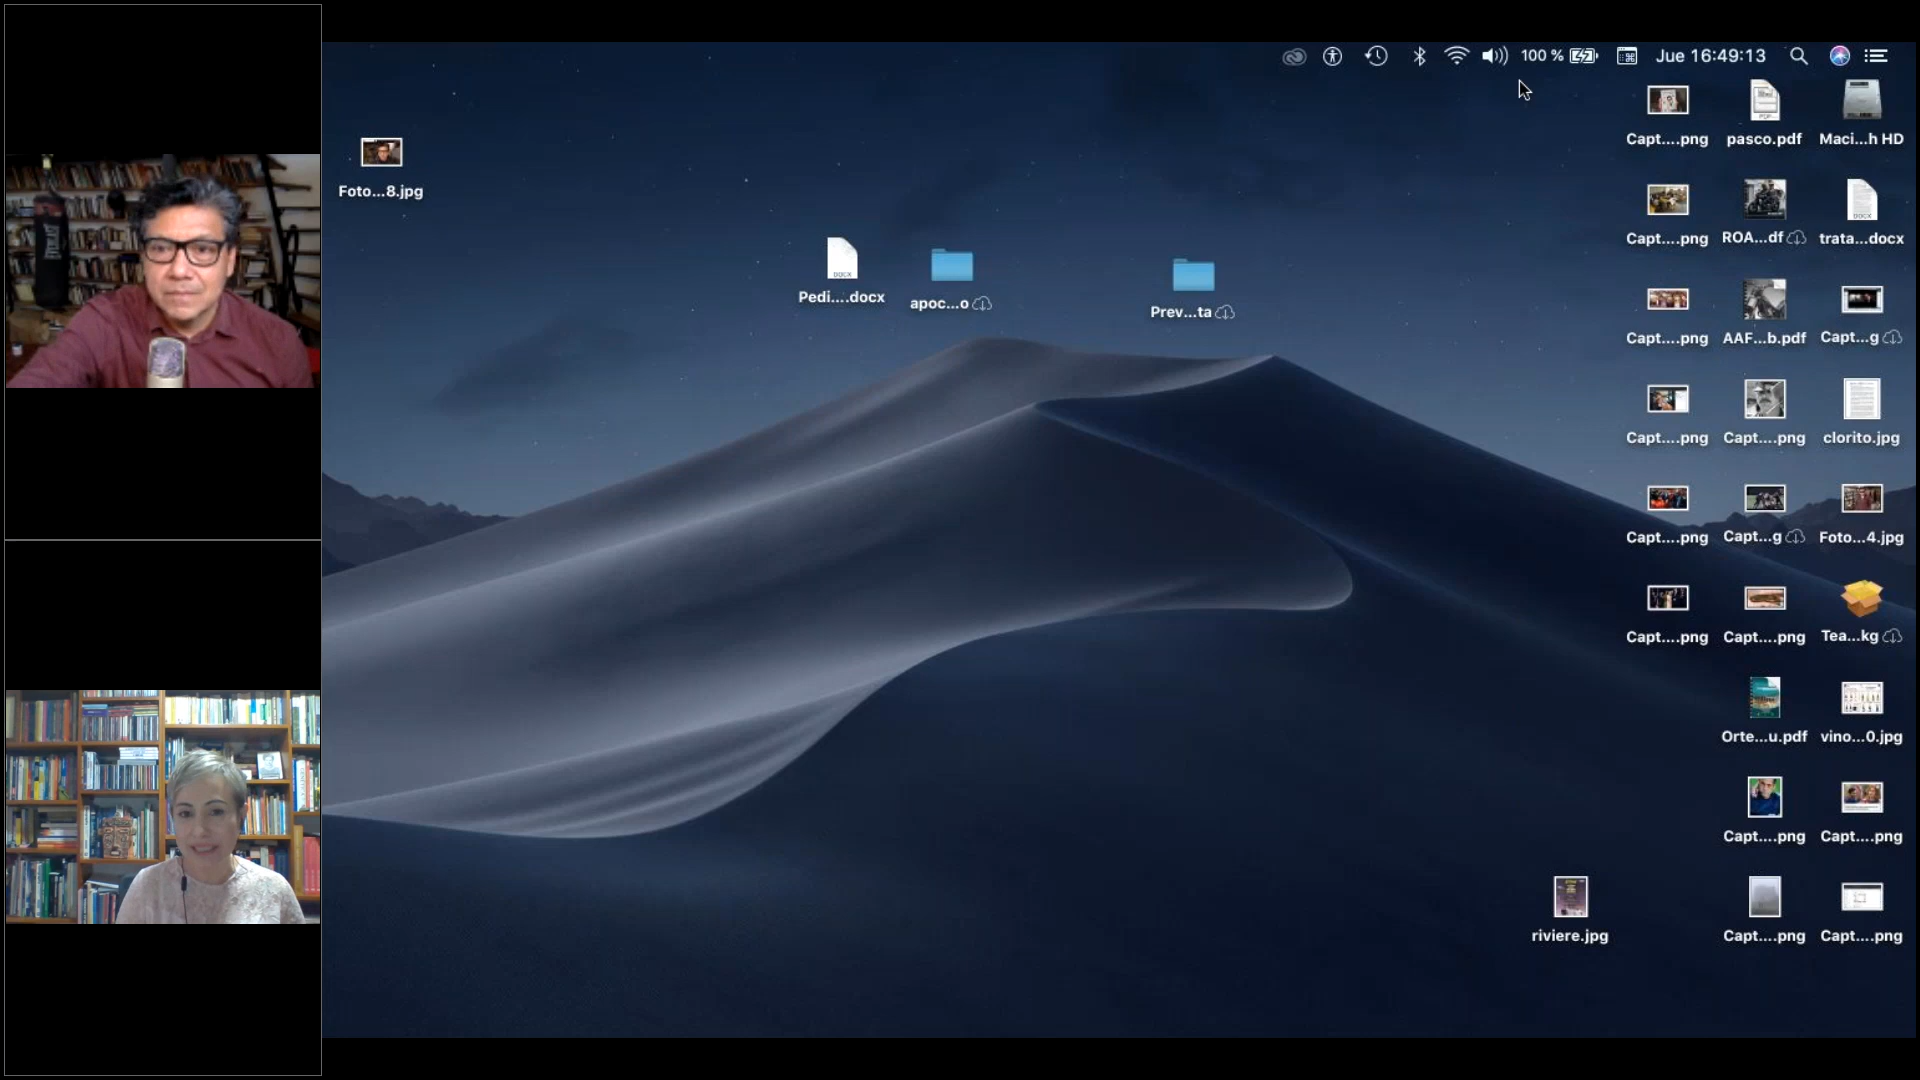 100 %
Jue 16:49:13
Capt....png
pasco.pdf
Maci...h HD
Foto...8.jpg
Capt....png
ROA...df
trata...docx
DOCX
Pedi....docx
apoc...o
Prev...ta
Capt....png
AAF...b.pdf
Capt...g
Capt....png
Capt....png
clorito.jpg
Capt....png
Capt...g
Foto...4.jpg
Capt....png
Capt....png
Tea...kg
Orte...u.pdf
vino...0.jpg
Capt....png
Capt....png
riviere.jpg
Capt....png
Capt....png